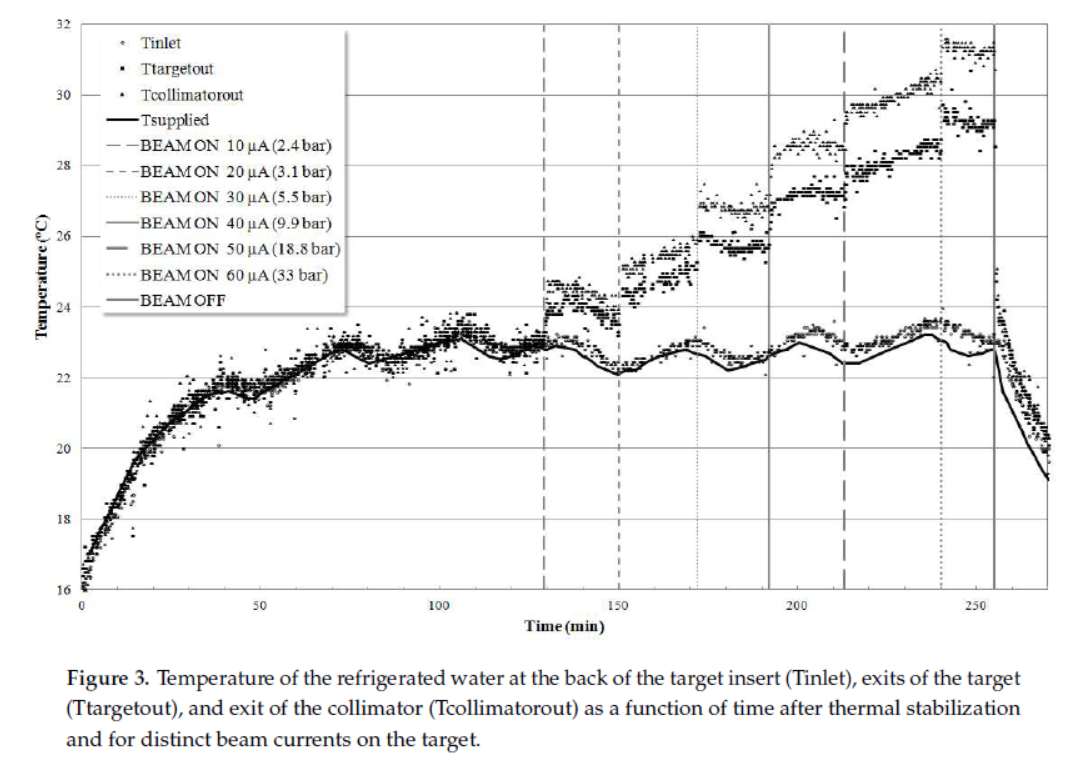 32
30
28
26
24
22
20
18
16
Temperature (°C)
Tinlet
Ttargetout
Tcollimatorout
Tsupplied
BEAM ON 10 µA (2.4 bar)
BEAM ON 20 µA (3.1 bar)
BEAM ON 30 µA (5.5 bar)
BEAM ON 40 µA (9.9 bar)
BEAM ON 50 µA (18.8 bar)
BEAM ON 60 µA (33 bar)
BEAM OFF
0 50 100 150 200 250
Time (min)
Figure 3. Temperature of the refrigerated water at the back of the target insert (Tinlet), exits of the target
(Ttargetout), and exit of the collimator (Tcollimatorout) as a function of time after thermal stabilization
and for distinct beam currents on the target.